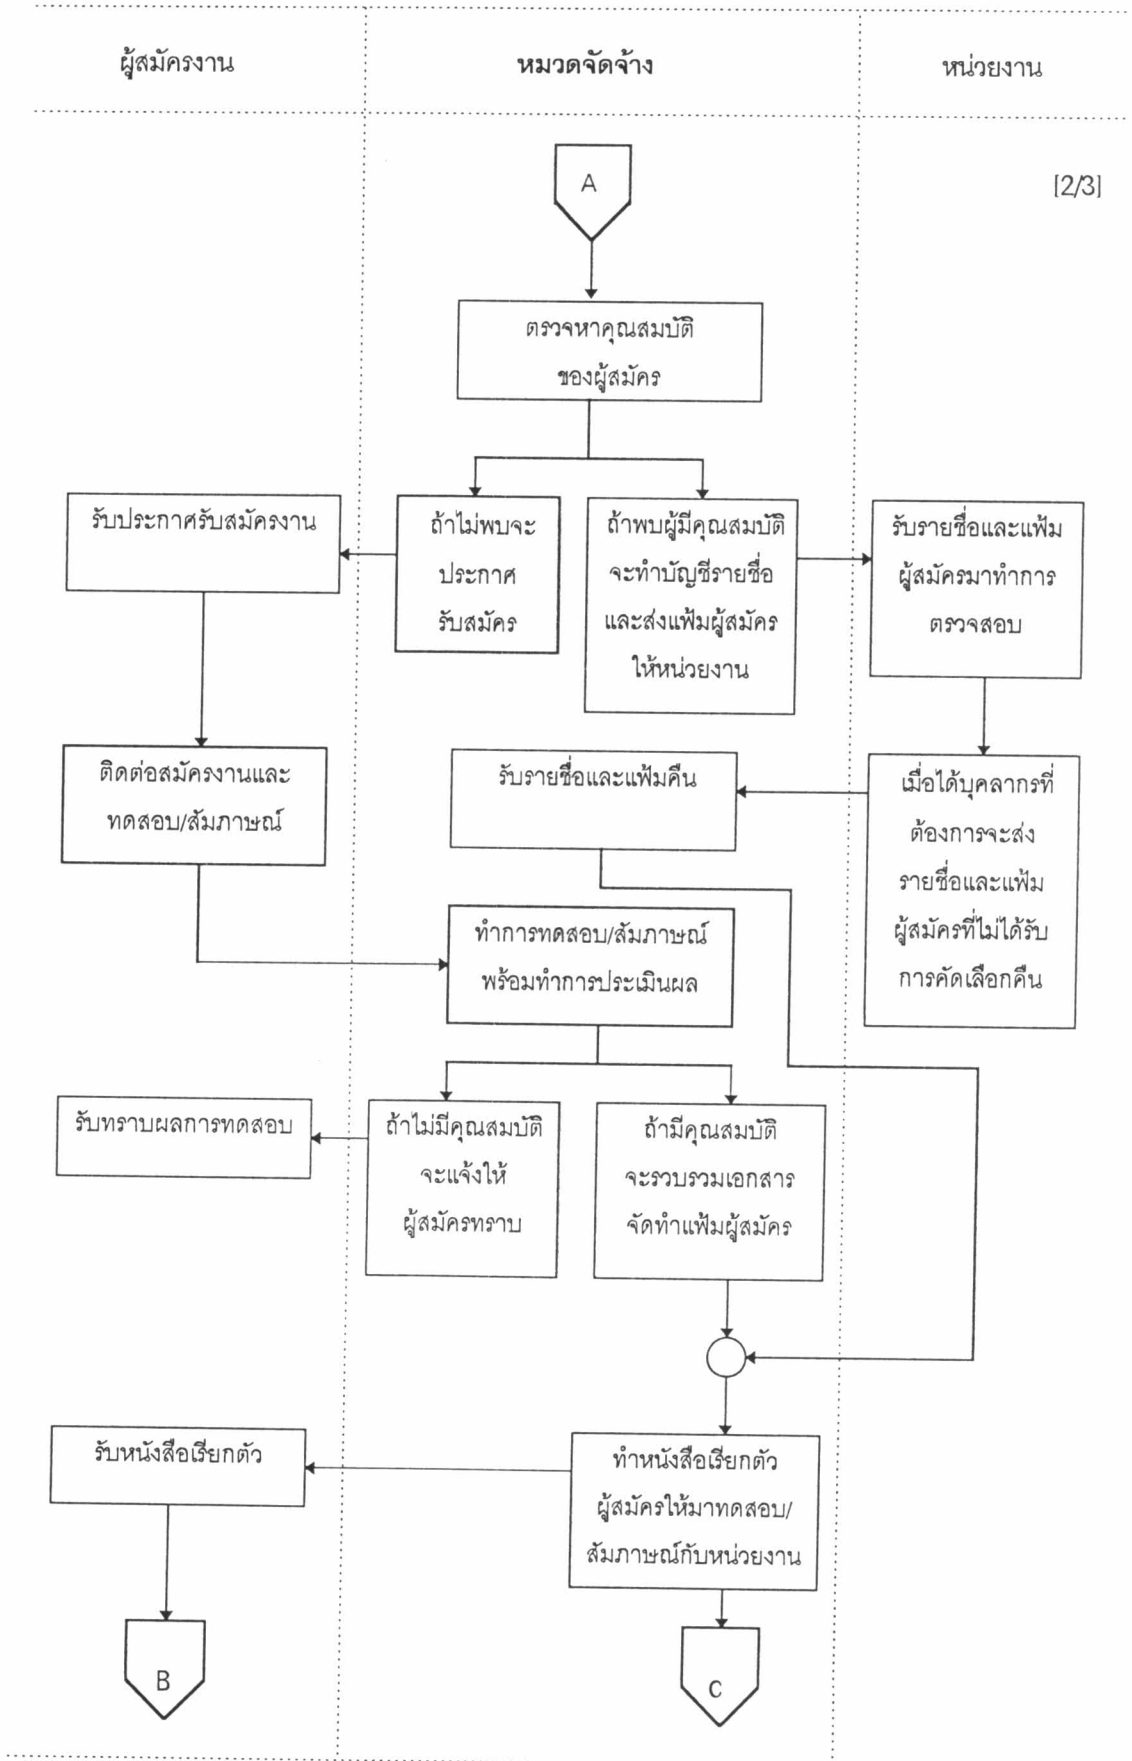 ผู้สมัครงาน
หมวดจัดจ้าง
หน่วยงาน
A
[2/3]
ตรวจหาคุณสมบัติ
ของผู้สมัคร
รับประกาศรับสมัครงาน
ถ้าไม่พบจะ
ประกาศ
รับสมัคร
ถ้าพบผู้มีคุณสมบัติ
จะทำบัญชีรายชื่อ
และส่งแฟ้มผู้สมัคร
ให้หน่วยงาน
รับรายชื่อและแฟ้ม
ผู้สมัครมาทำการ
ตรวจสอบ
ติดต่อสมัครงานและ
ทดสอบ/สัมภาษณ์
รับรายชื่อและแฟ้มคืน
เมื่อได้บุคลากรที่
ต้องการจะส่ง
รายชื่อและแฟ้ม
ผู้สมัครที่ไม่ได้รับ
การคัดเลือกคืน
ทำการทดสอบ/สัมภาษณ์
พร้อมทำการประเมินผล
รับทราบผลการทดสอบ
ถ้าไม่มีคุณสมบัติ
จะแจ้งให้
ผู้สมัครทราบ
ถ้ามีคุณสมบัติ
จะรวบรวมเอกสาร
จัดทำแฟ้มผู้สมัคร
รับหนังสือเรียกตัว
ทำหนังสือเรียกตัว
ผู้สมัครให้มาทดสอบ/
สัมภาษณ์กับหน่วยงาน
B
C